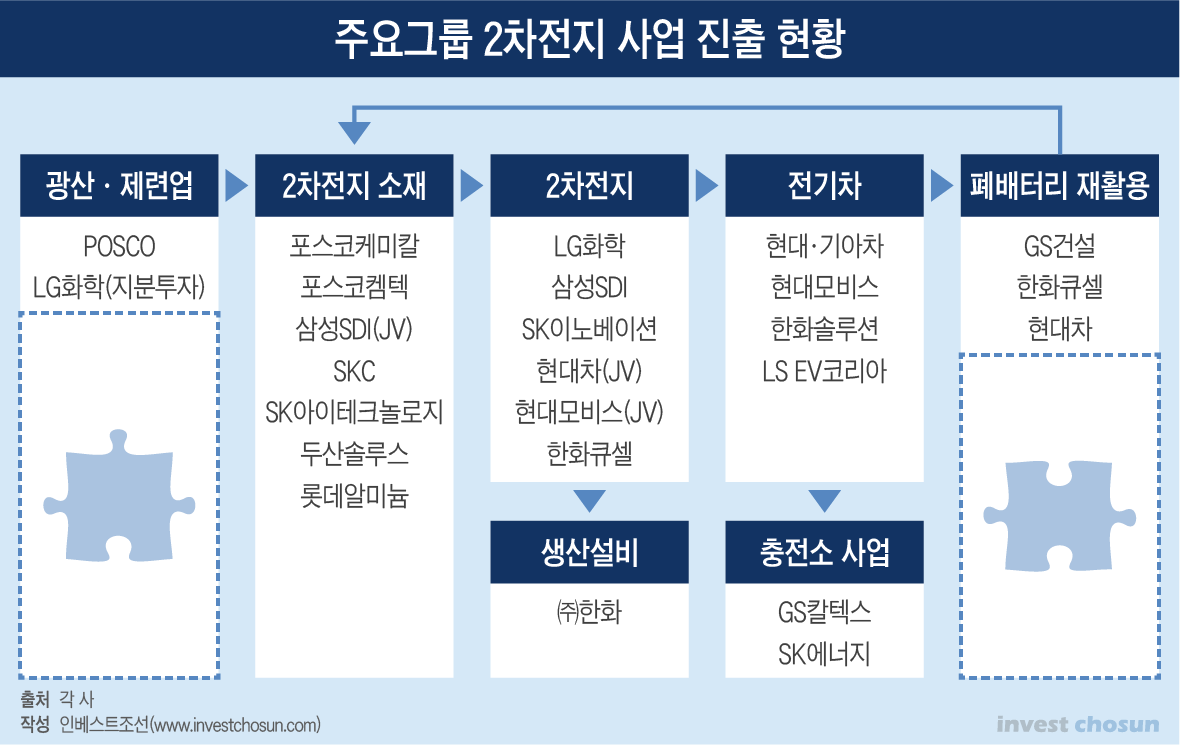 주요그룹 2차전지 사업 진출 현황
광산·제련업
POSCO
LG화학(지분투자)
2차전지 소재
포스코케미칼
포스코켐텍
삼성SDI(JV)
SKC
SK아이테크놀로지
두산솔루스
롯데알미늄
2차전지
LG화학
삼성SDI
SK이노베이션
현대차(JV)
현대모비스(JV)
한화큐셀
생산설비
㈜한화
전기차
현대·기아차
현대모비스
한화솔루션
LS EV코리아
충전소 사업
GS칼텍스
SK에너지
폐배터리 재활용
GS건설
한화큐셀
현대차
출처 각 사
작성 인베스트조선(www.investchosun.com)
invest chosun